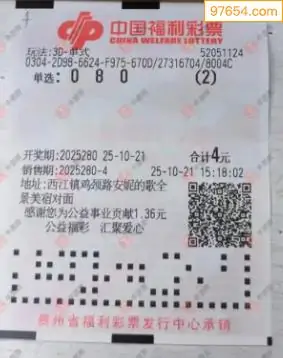 97654.com
中国福利彩票
CHINA WELFARE LOTTERY
玩法:3D-单式 52051124
0304-2D98-6624-F975-670D/27316704/8004C
单选: 0 8 0 (2)
开奖期:2025280 25-10-21 合计4元
销售期:2025280-4 25-10-21 15:18:02
地址:西江镇鸡颈路安妮的歌全
景美宿对面
感谢您为公益事业贡献1.36元
公益福彩 汇聚爱心
贵州省福利彩票发行中心承销